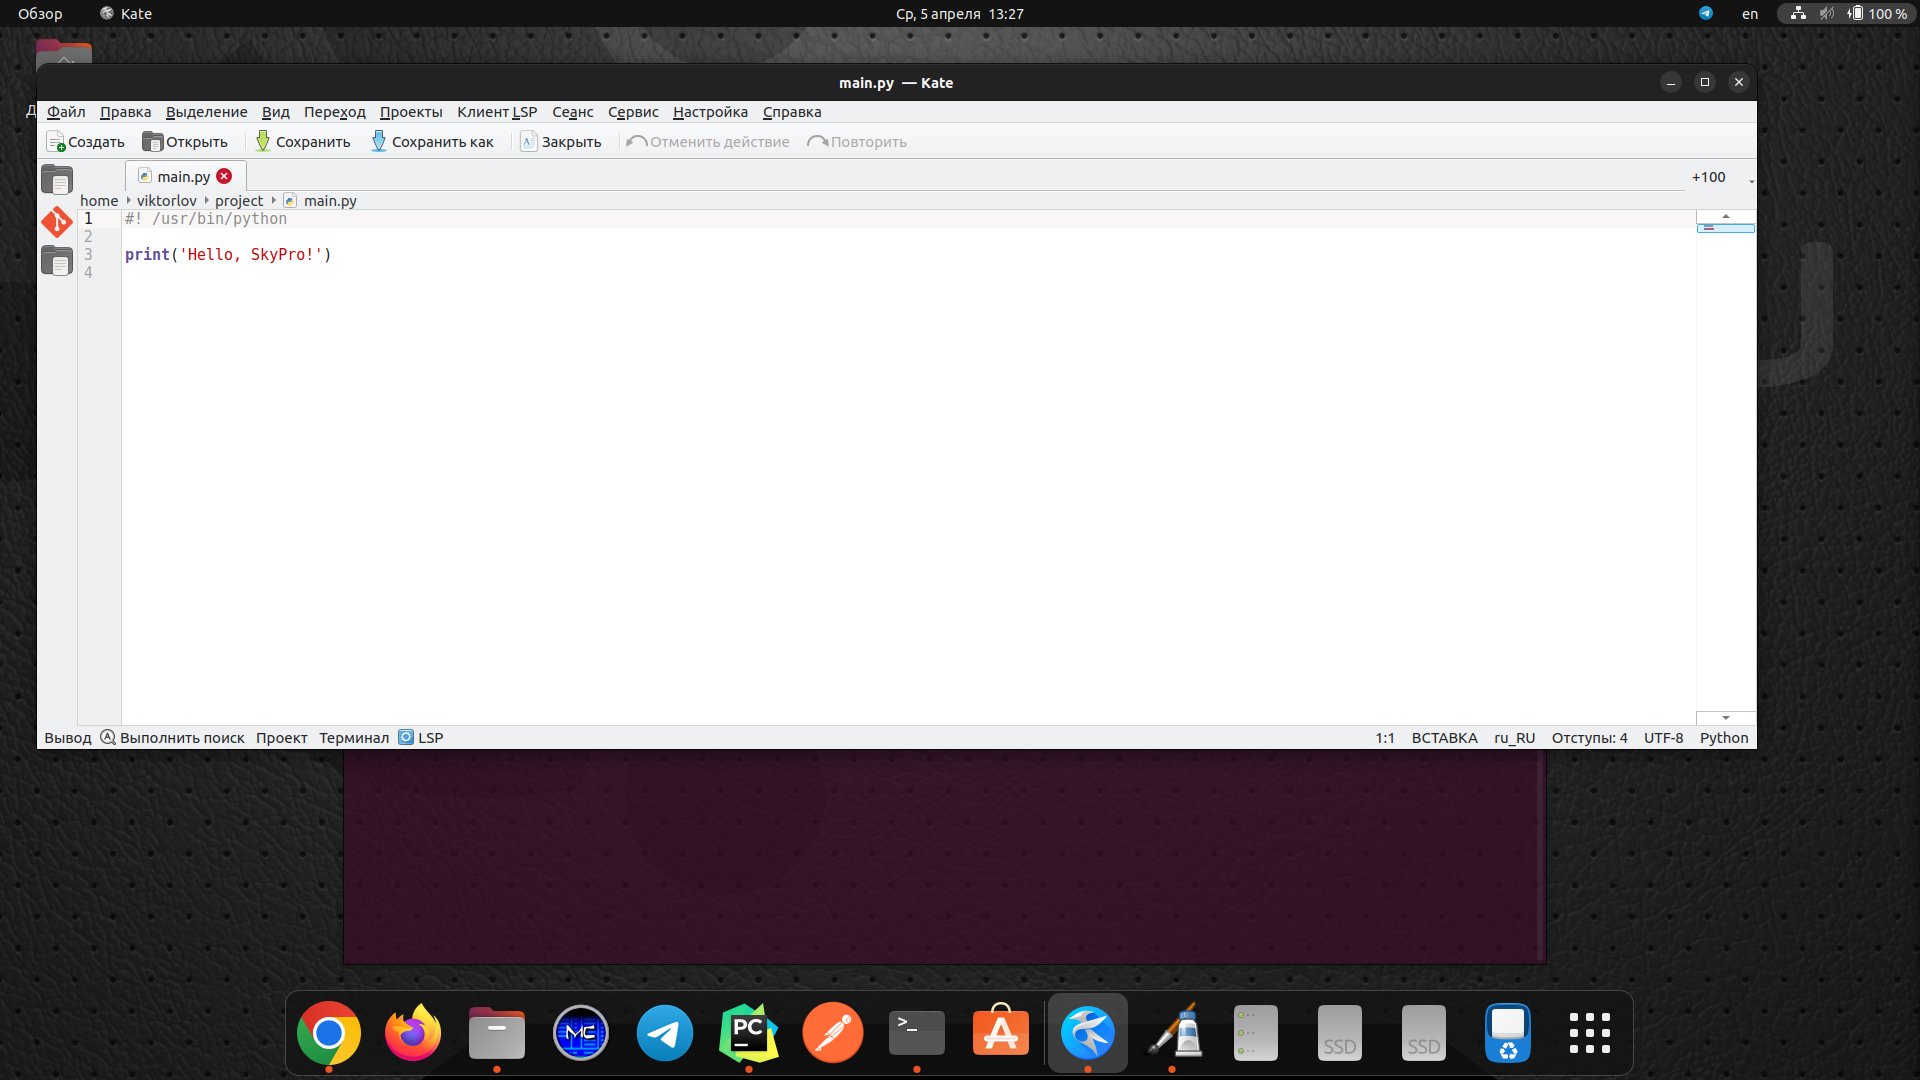 Обзор Kate Ср, 5 апреля 13:27 en 100 %
main.py — Kate
Файл Правка Выделение Вид Переход Проекты Клиент LSP Сеанс Сервис Настройка Справка
Создать Открыть Сохранить Сохранить как Закрыть Отменить действие Повторить
main.py +100
home viktorlov project main.py
1 #! /usr/bin/python
2
3 print('Hello, SkyPro!')
4
Вывод Выполнить поиск Проект Терминал LSP 1:1 ВСТАВКА ru_RU Отступы: 4 UTF-8 Python
MC PC >_ SSD SSD